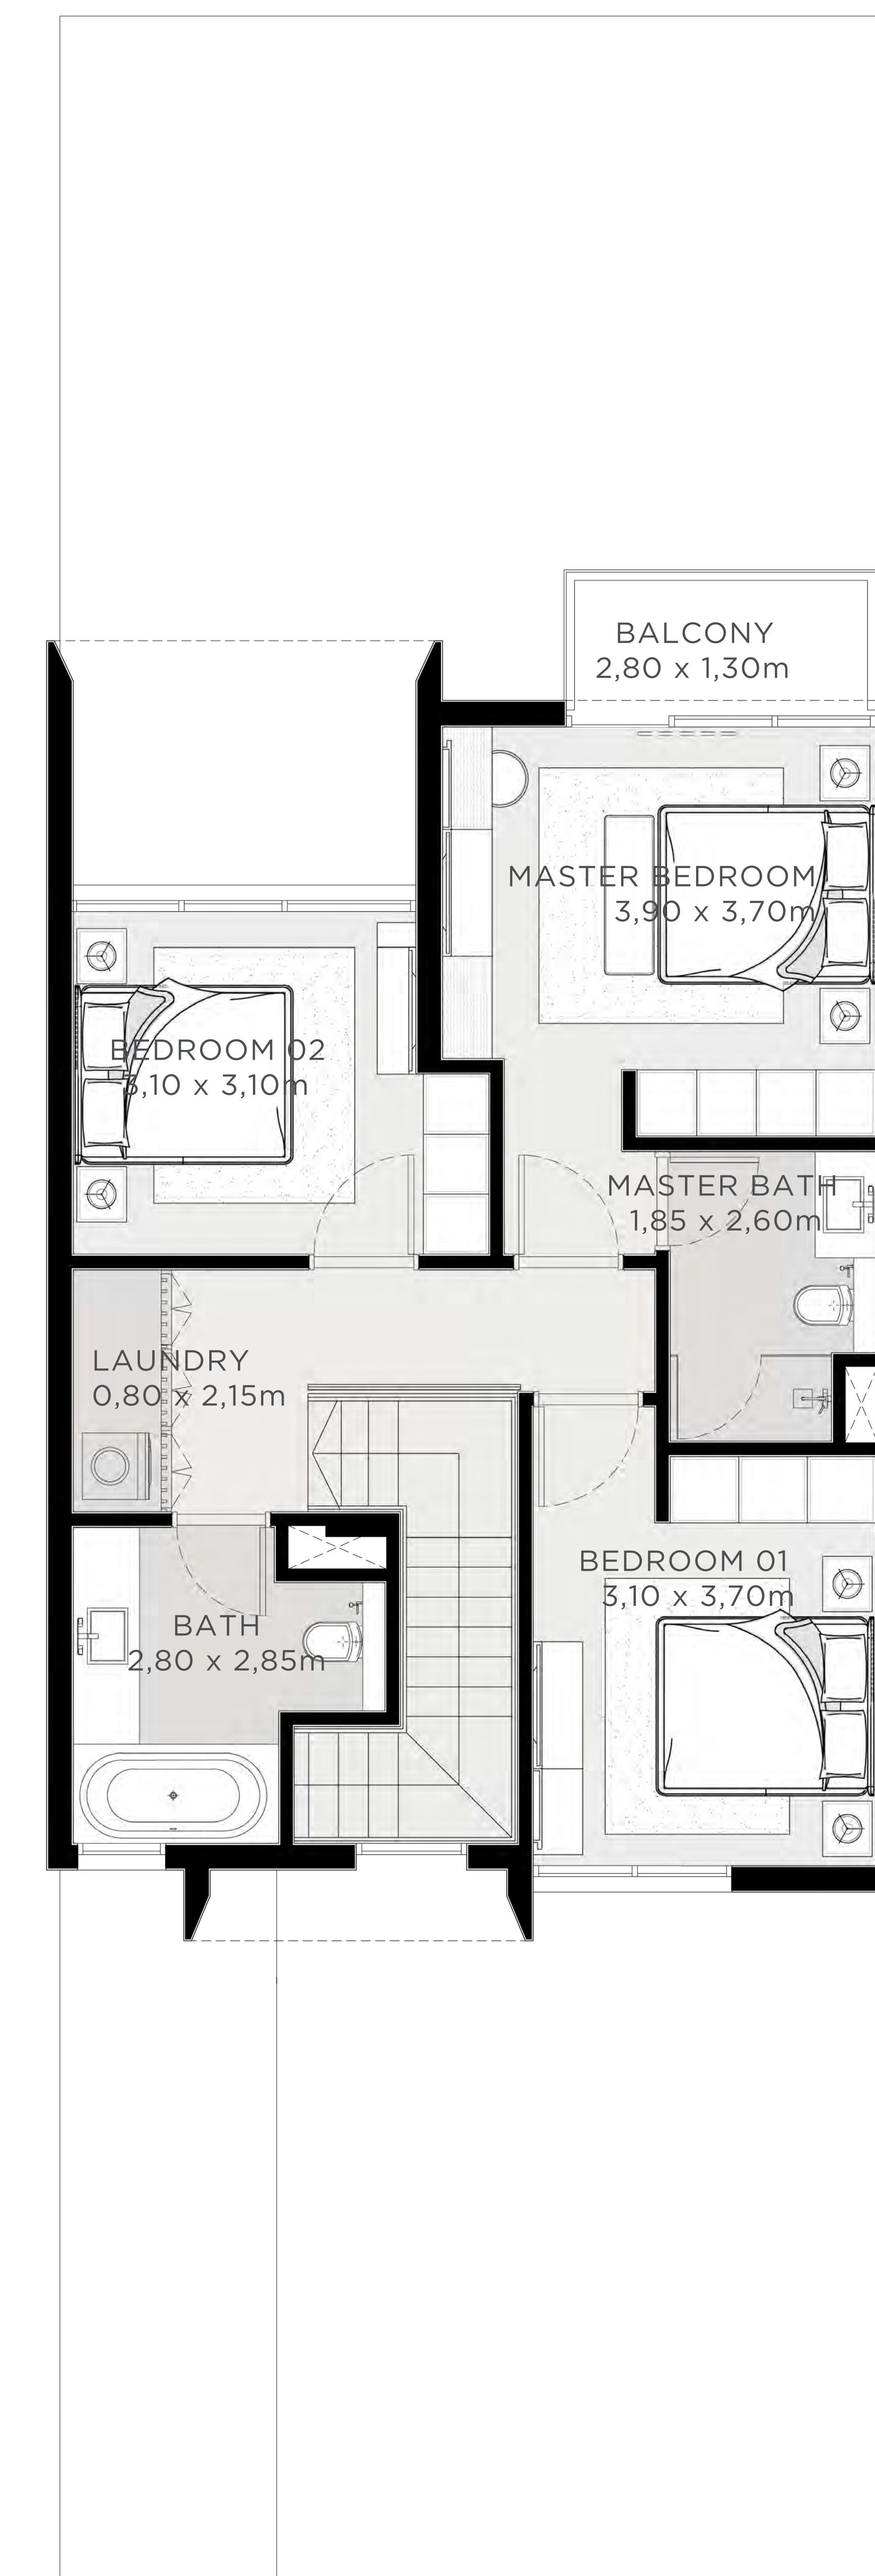 BALCONY
2,80 x 1,30m
MASTER BEDROOM
3,90 x 3,70m
BEDROOM 02
3,10 x 3,10m
MASTER BATH
1,85 x 2,60m
LAUNDRY
0,80 x 2,15m
BEDROOM 01
3,10 x 3,70m
BATH
2,80 x 2,85m